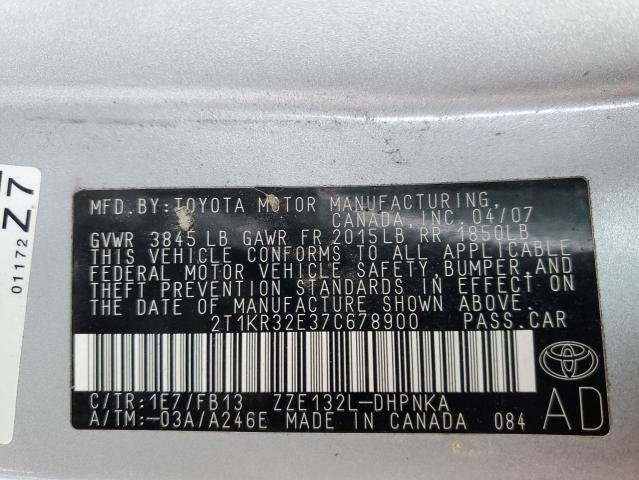 MFD.BY:TOYOTA MOTOR MANUFACTURING,
CANADA, INC. 04/07
GVWR 3845 LB GAWR FR 2015LB RR 1850LB
THIS VEHICLE CONFORMS TO ALL APPLICABLE
FEDERAL MOTOR VEHICLE SAFETY, BUMPER, AND
THEFT PREVENTION STANDARDS IN EFFECT ON
THE DATE OF MANUFACTURE SHOWN ABOVE.
2T1KR32E37C678900 PASS.CAR
C/TR:1E7/FB13 ZZE132L-DHPNKA
A/TM:-03A/A246E MADE IN CANADA 084
AD
01172
Z7